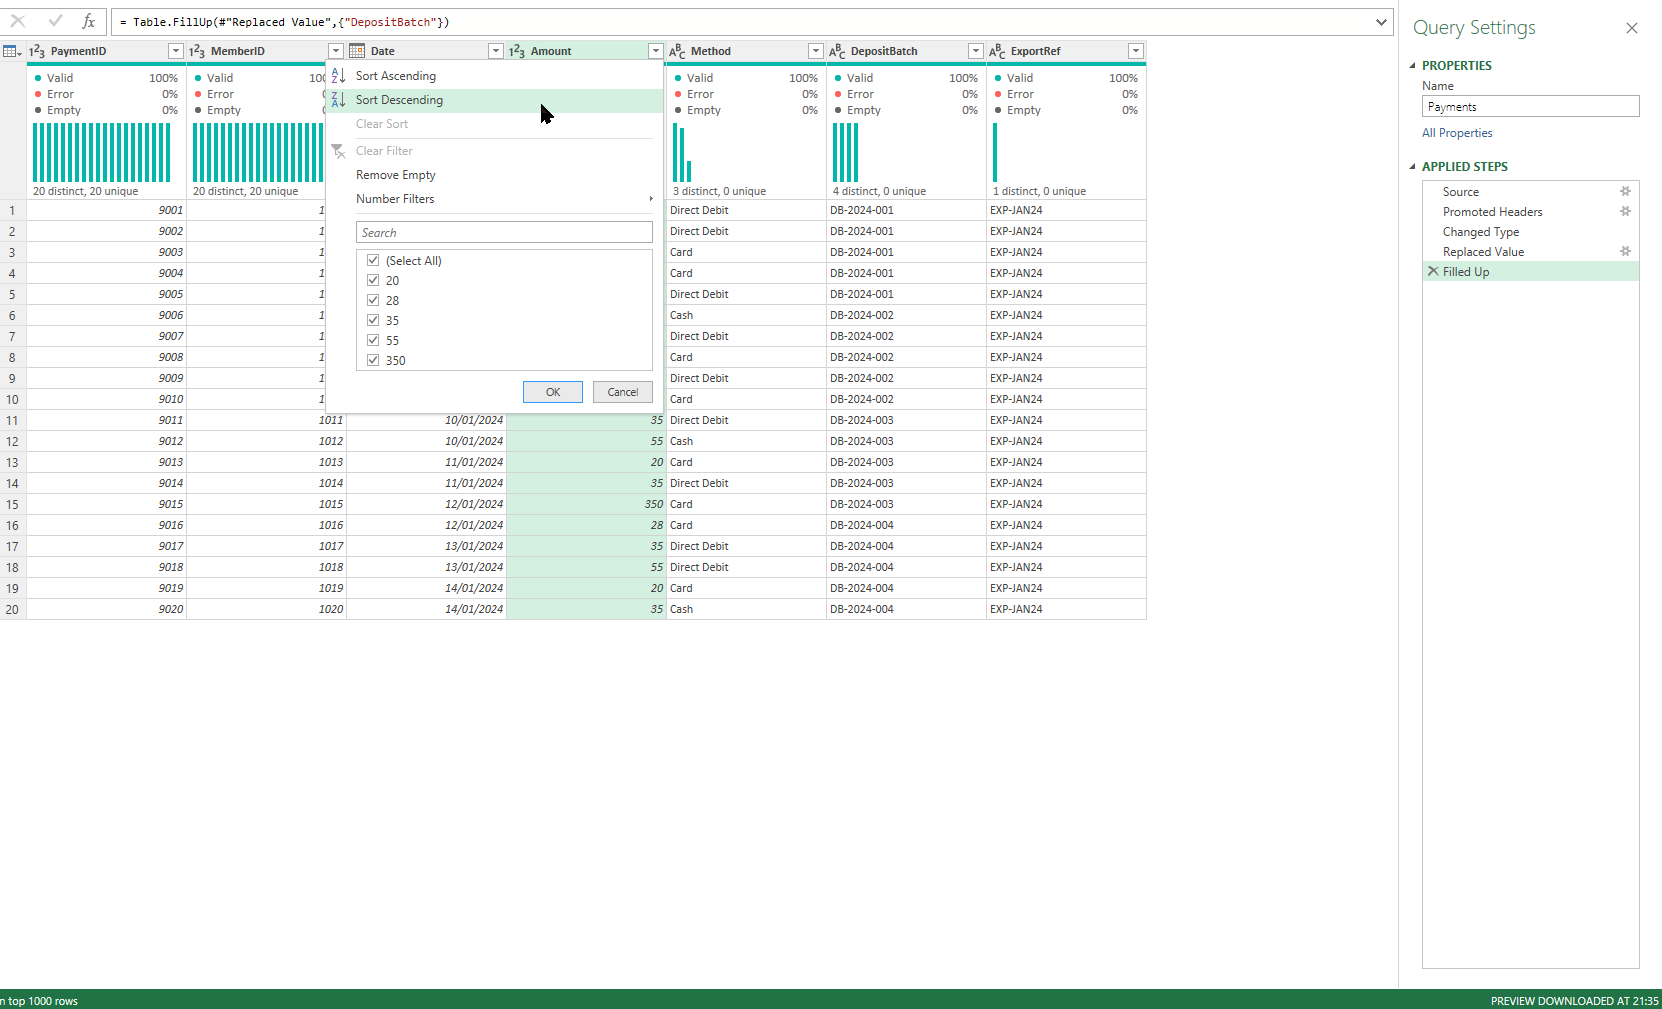 = Table.FillUp(#"Replaced Value",{"DepositBatch"})
PaymentID MemberID Date Amount Method DepositBatch ExportRef
Valid 100% Valid Valid 100% Valid 100% Valid 100%
Error 0% Error Error 0% Error 0% Error 0%
Empty 0% Empty Empty 0% Empty 0% Empty 0%
20 distinct, 20 unique 20 distinct, 20 unique 3 distinct, 0 unique 4 distinct, 0 unique 1 distinct, 0 unique
Sort Ascending
Sort Descending
Clear Sort
Clear Filter
Remove Empty
Number Filters
Search
(Select All)
20
28
35
55
350
OK Cancel
1 9001 1 Direct Debit DB-2024-001 EXP-JAN24
2 9002 1 Direct Debit DB-2024-001 EXP-JAN24
3 9003 1 Card DB-2024-001 EXP-JAN24
4 9004 1 Card DB-2024-001 EXP-JAN24
5 9005 1 Direct Debit DB-2024-001 EXP-JAN24
6 9006 1 Cash DB-2024-002 EXP-JAN24
7 9007 1 Direct Debit DB-2024-002 EXP-JAN24
8 9008 1 Card DB-2024-002 EXP-JAN24
9 9009 1 Direct Debit DB-2024-002 EXP-JAN24
10 9010 1 Card DB-2024-002 EXP-JAN24
11 9011 1011 10/01/2024 35 Direct Debit DB-2024-003 EXP-JAN24
12 9012 1012 10/01/2024 55 Cash DB-2024-003 EXP-JAN24
13 9013 1013 11/01/2024 20 Card DB-2024-003 EXP-JAN24
14 9014 1014 11/01/2024 35 Direct Debit DB-2024-003 EXP-JAN24
15 9015 1015 12/01/2024 350 Card DB-2024-003 EXP-JAN24
16 9016 1016 12/01/2024 28 Card DB-2024-004 EXP-JAN24
17 9017 1017 13/01/2024 35 Direct Debit DB-2024-004 EXP-JAN24
18 9018 1018 13/01/2024 55 Direct Debit DB-2024-004 EXP-JAN24
19 9019 1019 14/01/2024 20 Card DB-2024-004 EXP-JAN24
20 9020 1020 14/01/2024 35 Cash DB-2024-004 EXP-JAN24
Query Settings
PROPERTIES
Name
Payments
All Properties
APPLIED STEPS
Source
Promoted Headers
Changed Type
Replaced Value
Filled Up
n top 1000 rows
PREVIEW DOWNLOADED AT 21:35